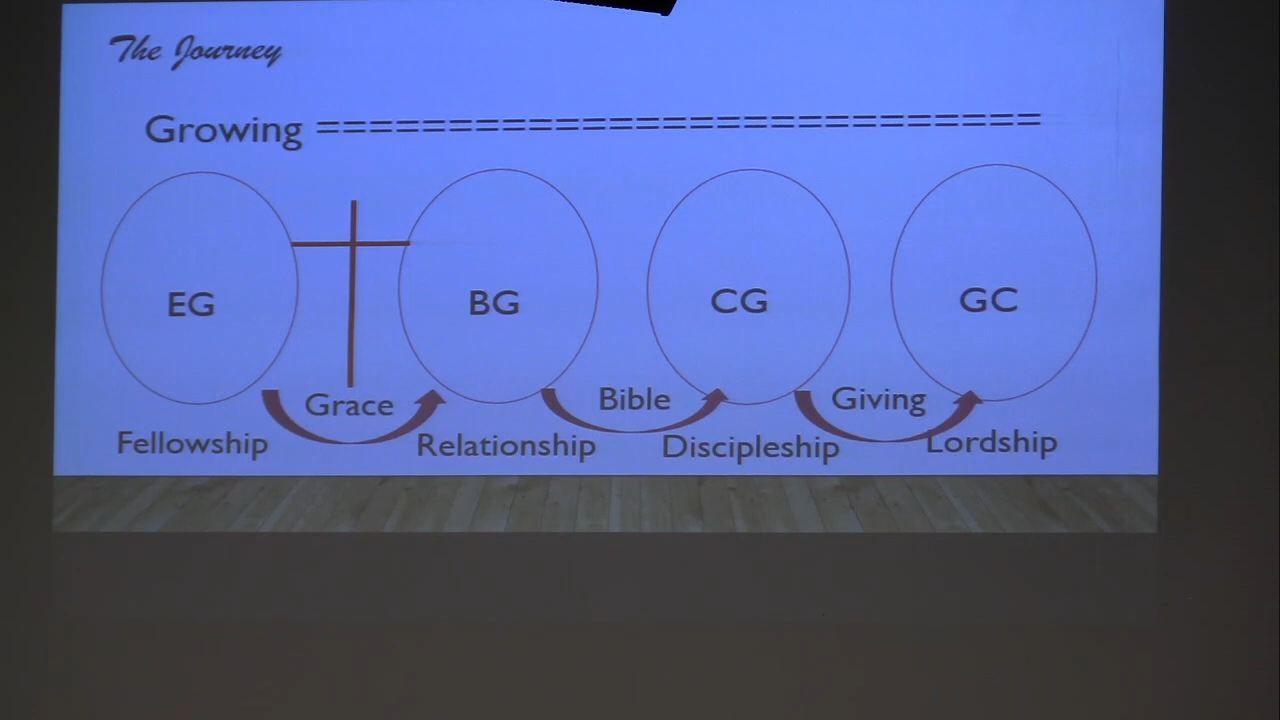 The Journey
Growing ============================
EG BG CG GC
Grace Bible Giving
Fellowship Relationship Discipleship Lordship